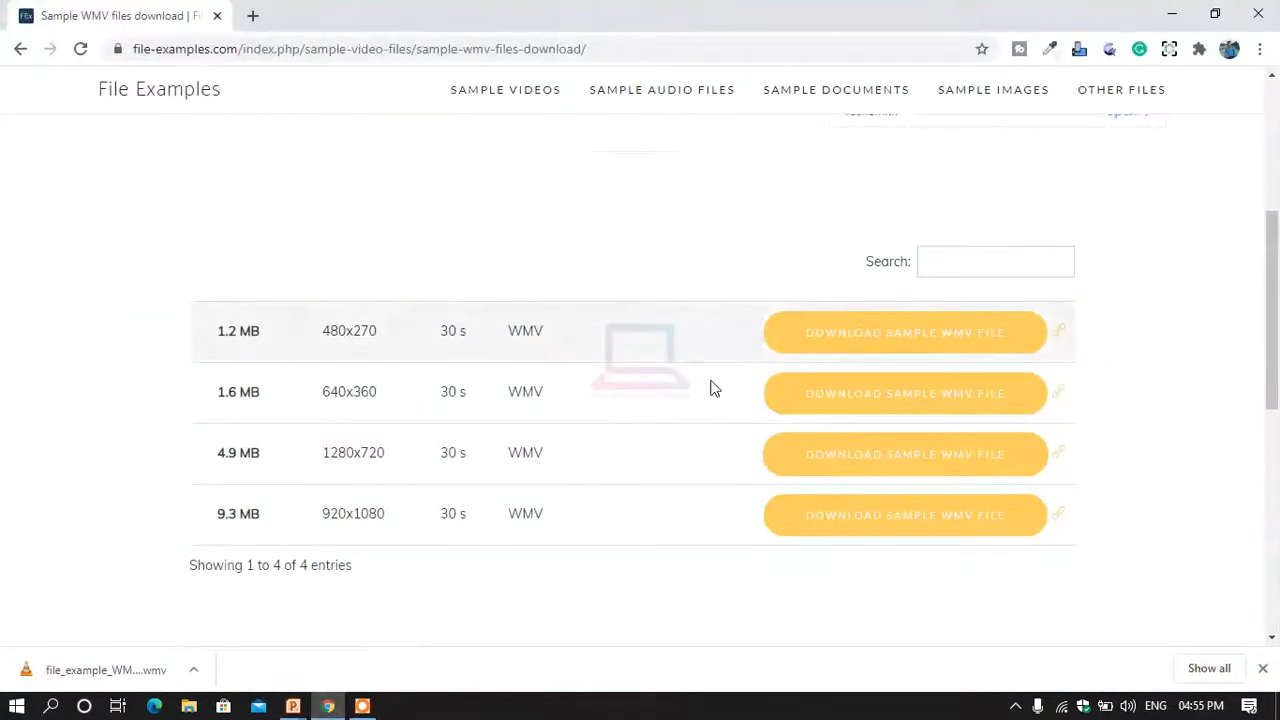 Sample WMV files download | Fi
file-examples.com/index.php/sample-video-files/sample-wmv-files-download/
File Examples
SAMPLE VIDEOS
SAMPLE AUDIO FILES
SAMPLE DOCUMENTS
SAMPLE IMAGES
OTHER FILES
Search:
1.2 MB 480x270 30 s WMV DOWNLOAD SAMPLE WMV FILE
1.6 MB 640x360 30 s WMV DOWNLOAD SAMPLE WMV FILE
4.9 MB 1280x720 30 s WMV DOWNLOAD SAMPLE WMV FILE
9.3 MB 920x1080 30 s WMV DOWNLOAD SAMPLE WMV FILE
Showing 1 to 4 of 4 entries
file_example_WM....wmv
Show all
ENG 04:55 PM